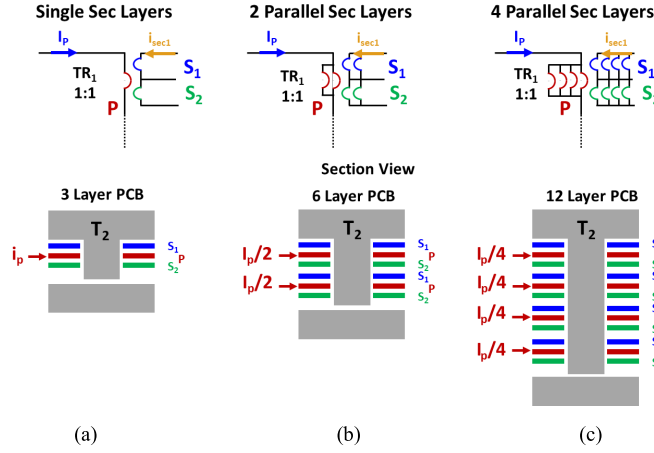 Single Sec Layers
2 Parallel Sec Layers
4 Parallel Sec Layers
Iₚ
i_sec1
TR₁
1:1
P
S₁
S₂
Iₚ
i_sec1
TR₁
1:1
P
S₁
S₂
Iₚ
i_sec1
TR₁
1:1
P
S₁
S₂
Section View
3 Layer PCB
6 Layer PCB
12 Layer PCB
T₂
iₚ
S₁
P
S₂
T₂
Iₚ/2
Iₚ/2
S₁
P
S₂
S₁
P
S₂
T₂
Iₚ/4
Iₚ/4
Iₚ/4
Iₚ/4
(a)
(b)
(c)